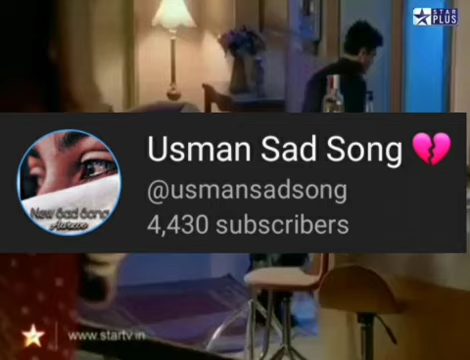 STAR
PLUS
Usman Sad Song 💔
@usmansadsong
4,430 subscribers
New Sad Song
www.startv.in